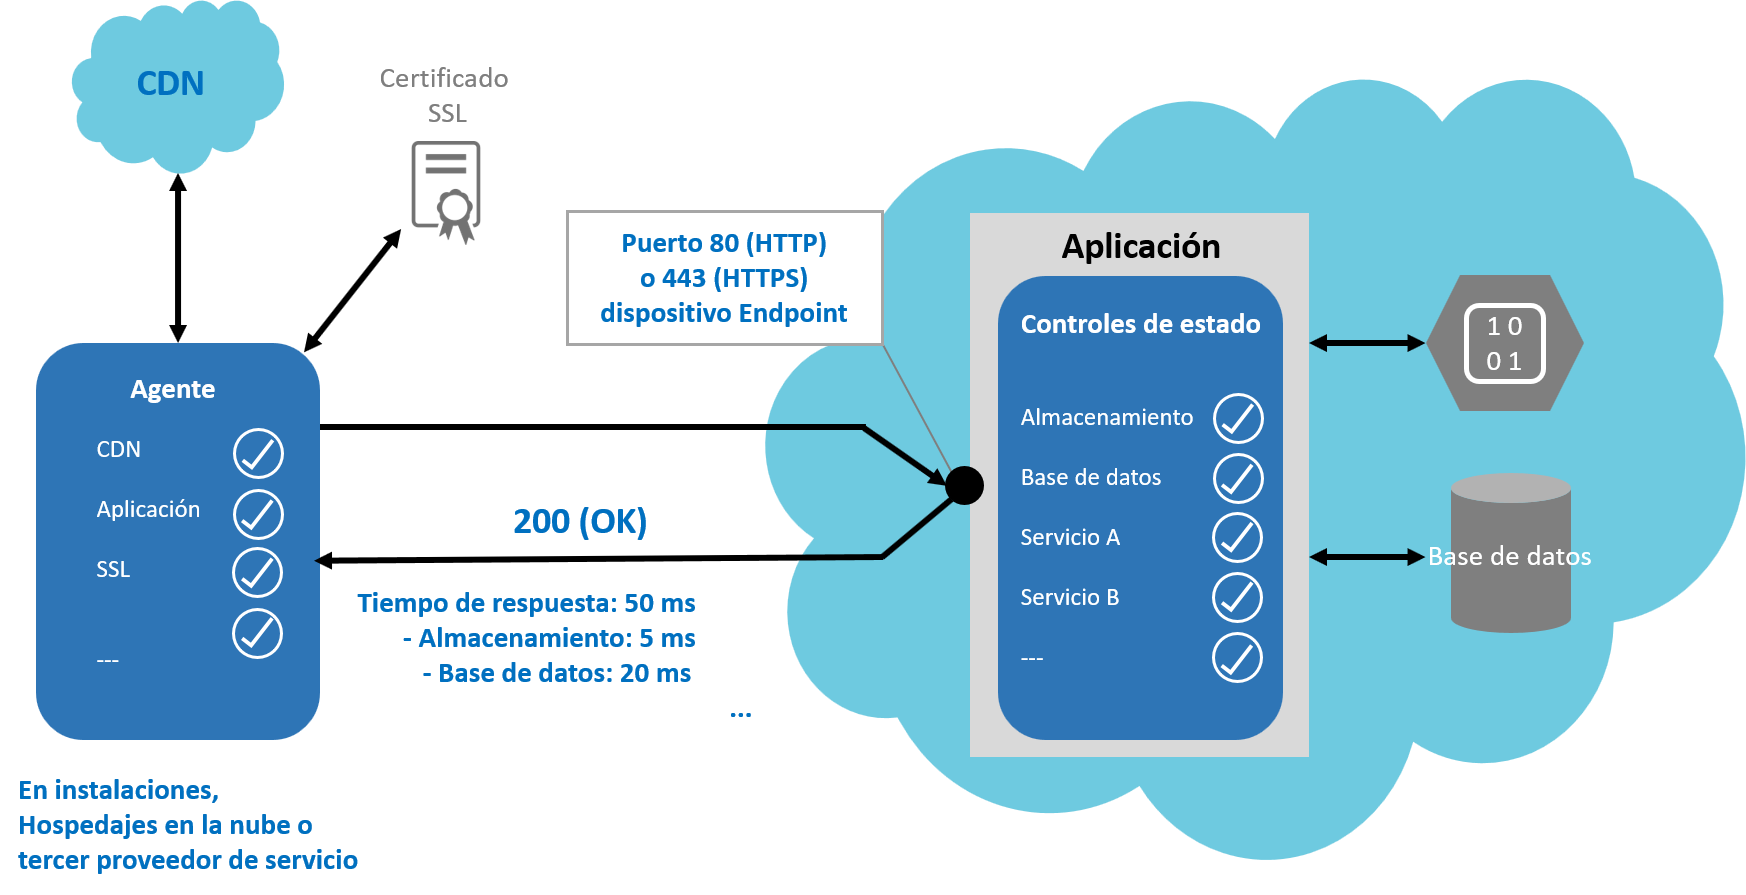 CDN
Certificado
SSL
Puerto 80 (HTTP)
o 443 (HTTPS)
dispositivo Endpoint
Aplicación
Controles de estado
Almacenamiento
Base de datos
Servicio A
Servicio B
---
1 0
0 1
Base de datos
Agente
CDN
Aplicación
SSL
---
200 (OK)
Tiempo de respuesta: 50 ms
- Almacenamiento: 5 ms
- Base de datos: 20 ms
...
En instalaciones,
Hospedajes en la nube o
tercer proveedor de servicio